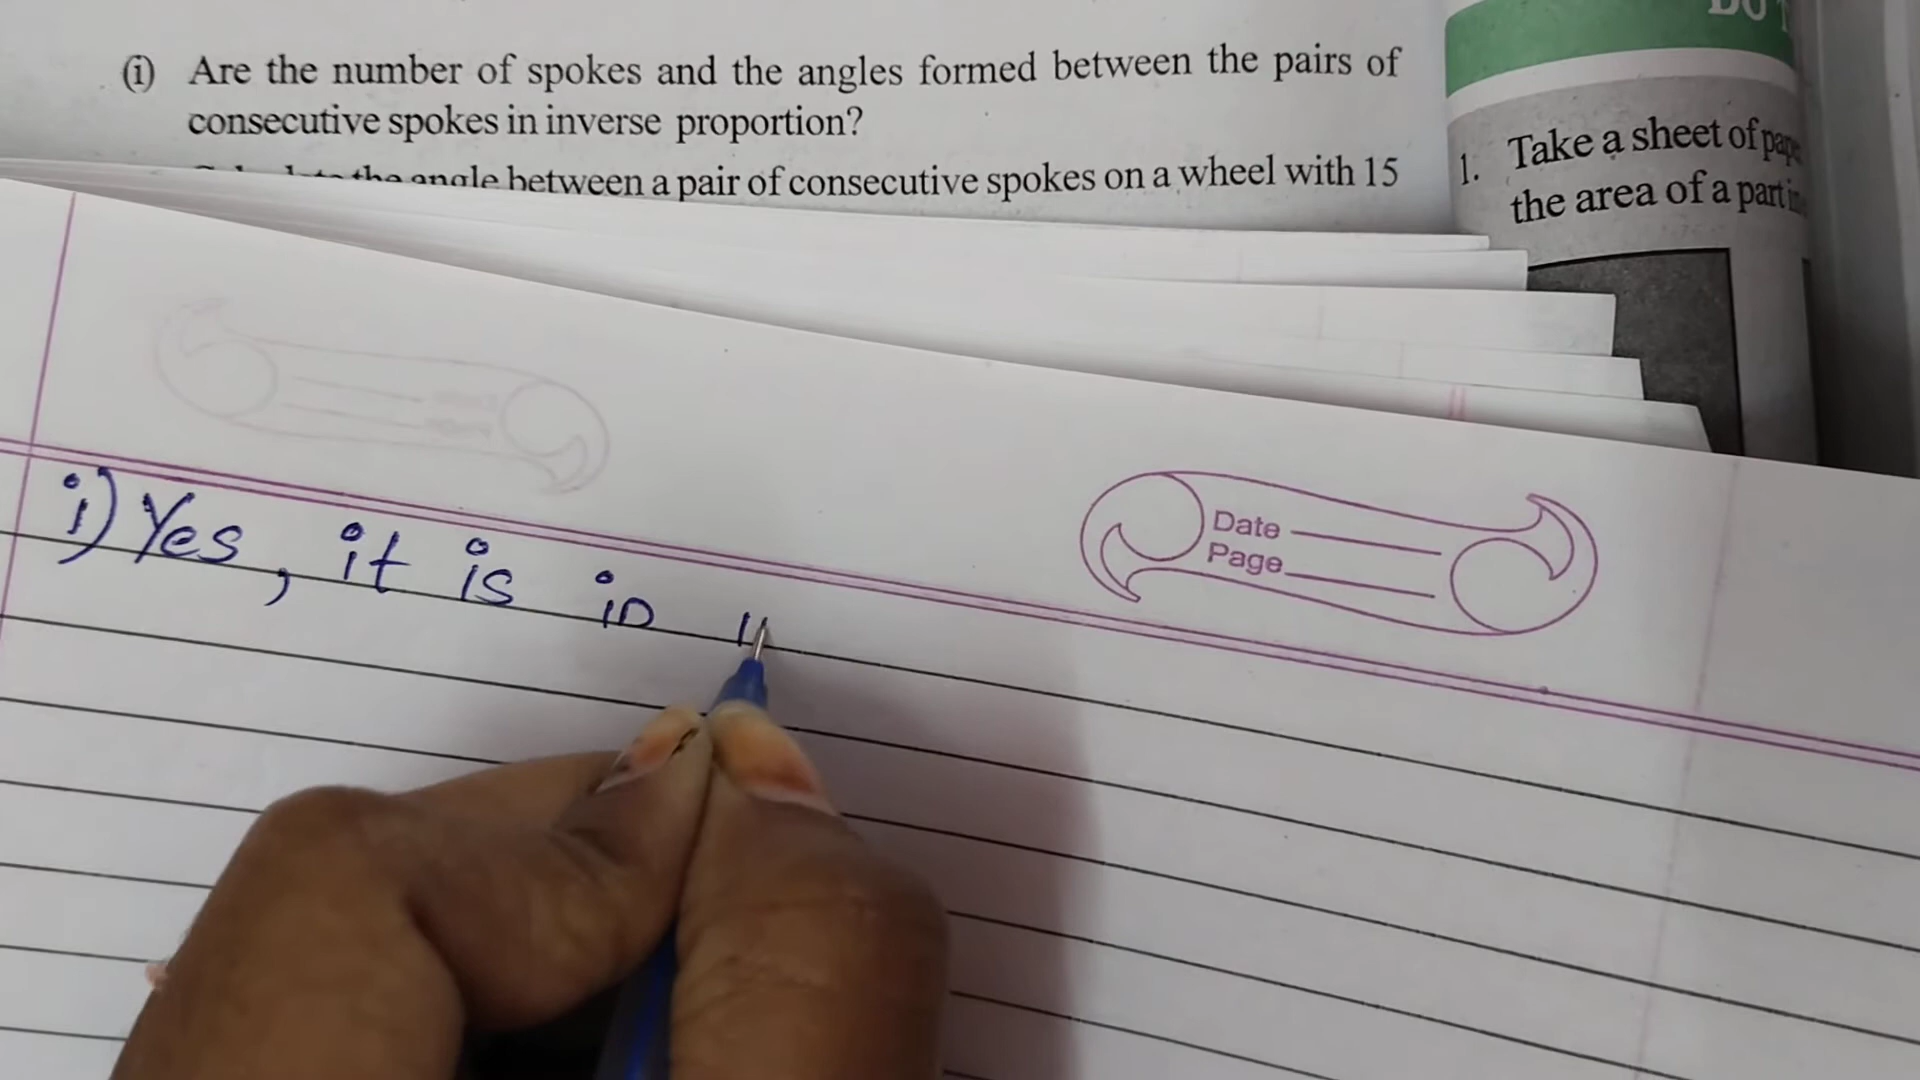 (i) Are the number of spokes and the angles formed between the pairs of
consecutive spokes in inverse proportion?
the angle between a pair of consecutive spokes on a wheel with 15
1. Take a sheet of
the area of a part
Date
Page
i) Yes, it is in